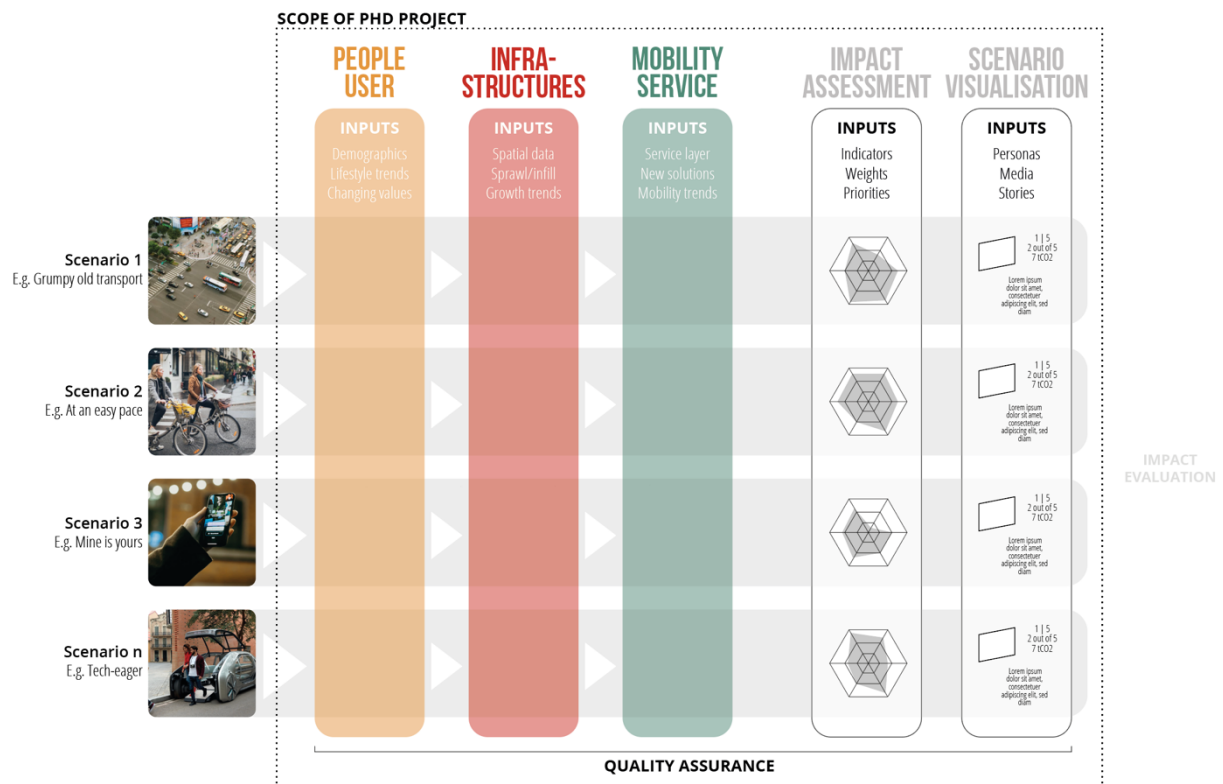 SCOPE OF PHD PROJECT
PEOPLE
USER
INFRA-
STRUCTURES
MOBILITY
SERVICE
IMPACT
ASSESSMENT
SCENARIO
VISUALISATION
INPUTS
Demographics
Lifestyle trends
Changing values
INPUTS
Spatial data
Sprawl/infill
Growth trends
INPUTS
Service layer
New solutions
Mobility trends
INPUTS
Indicators
Weights
Priorities
INPUTS
Personas
Media
Stories
Scenario 1
E.g. Grumpy old transport
1 | 5
2 out of 5
7 tCO2
Lorem ipsum
dolor sit amet,
consectetuer
adipiscing elit, sed
diam
Scenario 2
E.g. At an easy pace
1 | 5
2 out of 5
7 tCO2
Lorem ipsum
dolor sit amet,
consectetuer
adipiscing elit, sed
diam
IMPACT
EVALUATION
Scenario 3
E.g. Mine is yours
1 | 5
2 out of 5
7 tCO2
Lorem ipsum
dolor sit amet,
consectetuer
adipiscing elit, sed
diam
Scenario n
E.g. Tech-eager
1 | 5
2 out of 5
7 tCO2
Lorem ipsum
dolor sit amet,
consectetuer
adipiscing elit, sed
diam
QUALITY ASSURANCE